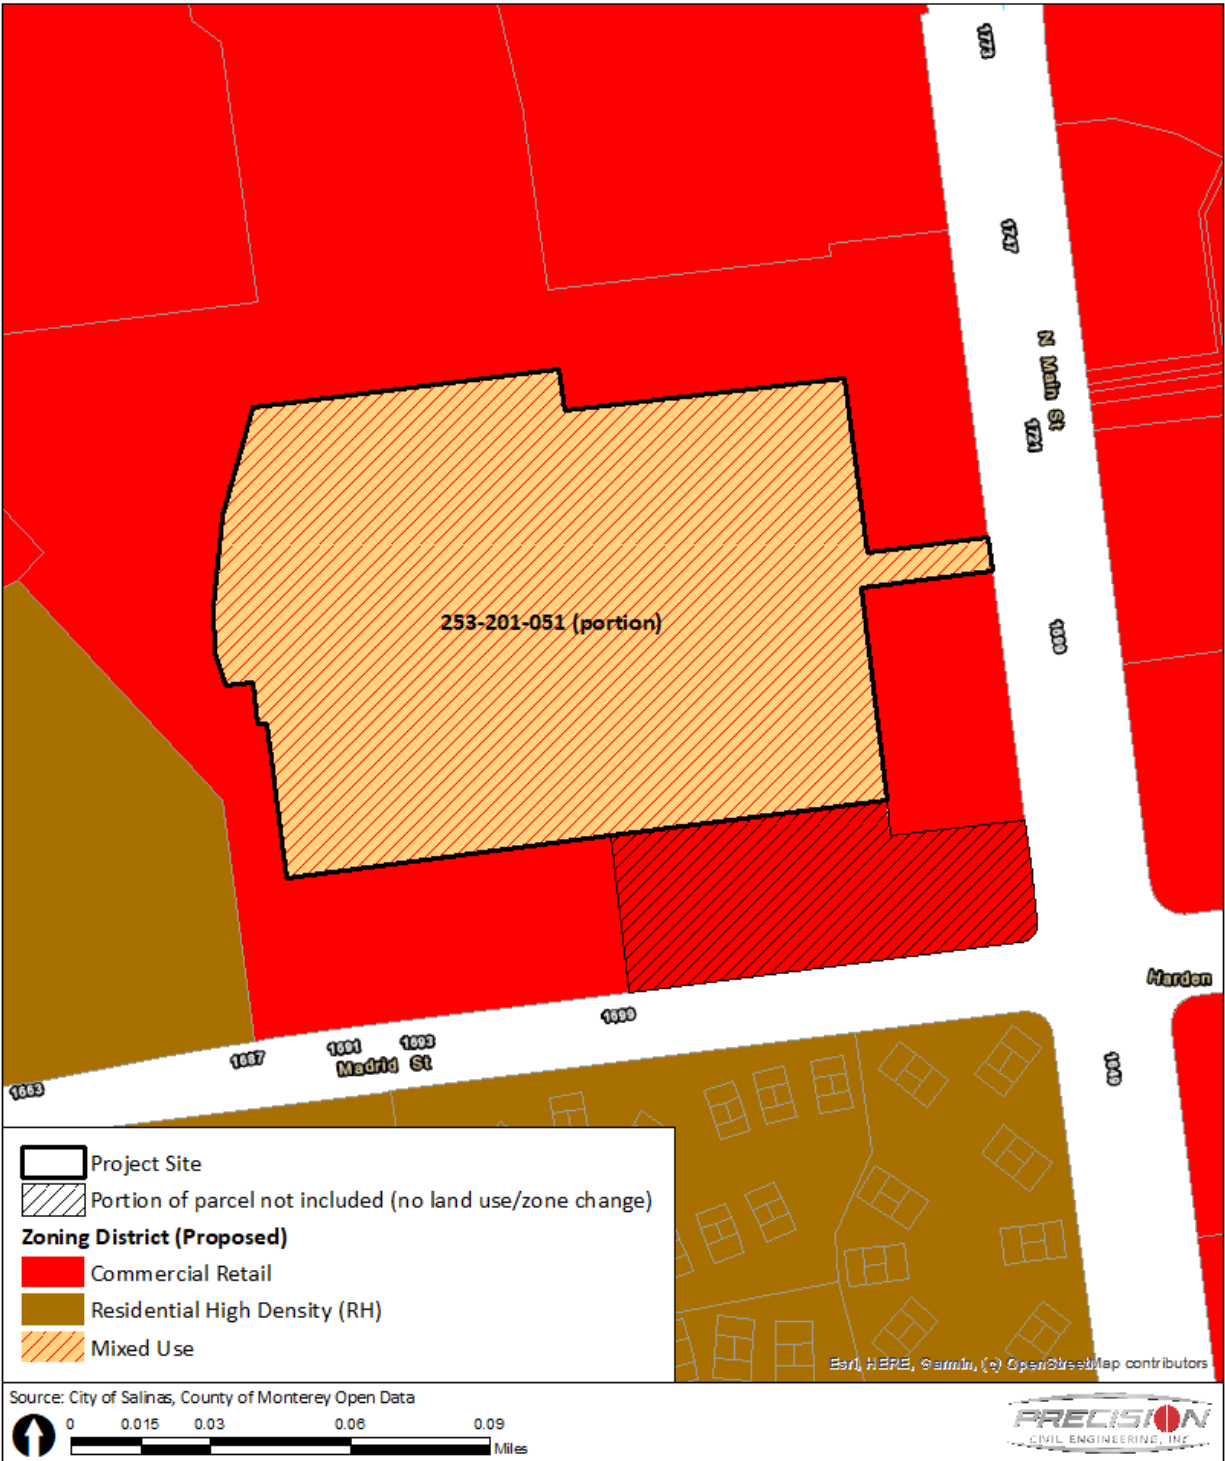 1773
1747
N Main St
1721
253-201-051 (portion)
1699
Harden
1699
1693
1691
1687
Madrid St
1663
1649
Project Site
Portion of parcel not included (no land use/zone change)
Zoning District (Proposed)
Commercial Retail
Residential High Density (RH)
Mixed Use
Esri, HERE, Garmin, (c) OpenStreetMap contributors
Source: City of Salinas, County of Monterey Open Data
0 0.015 0.03 0.06 0.09
Miles
PRECISION
CIVIL ENGINEERING, INC